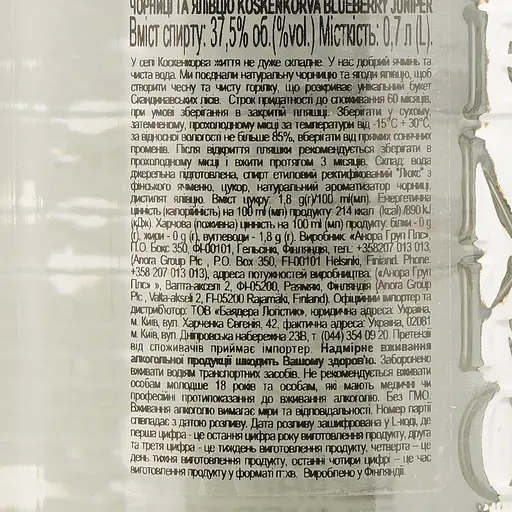 ЧОРНИЦІ ТА ЯЛІВЦЮ KOSKENKORVA BLUEBERRY JUNIPER
Вміст спирту: 37,5% об.(%vol.) Місткість: 0,7 л (L).
У селі Коскенкорва життя не дуже складне. У нас добрий ячмінь та
чиста вода. Ми поєднали натуральну чорницю та ягоди ялівцю, щоб
створити чесну та чисту горілку, що розкриває унікальний букет
Скандинавських лісів. Строк придатності до споживання 60 місяців,
при умові зберігання в закритій пляшці. Зберігати у сухому,
затемненому, прохолодному місці за температури від -15°С + 30°С,
за відносної вологості не більше 85%, вберігати від прямих сонячних
променів. Після відкриття пляшки рекомендується зберігати в
прохолодному місці і вжити протягом 3 місяців. Склад: вода
джерельна підготовлена, спирт етиловий ректифікований "Люкс" з
фінського ячменю, цукор, натуральний ароматизатор чорниці,
дистилят ялівцю. Вміст цукру: 1,8 g(г)/100 ml(мл). Енергетична
цінність (калорійність) на 100 ml (мл) продукту: 214 ккал (kcal) /890 kJ
(кДж). Харчова (поживна) цінність на 100 ml (мл) продукту: білки - 0 g
(г), жири - 0 g (г), вуглеводи - 1,8 g (г). Виробник: «Анора Груп Плс»,
П.О. Бокс 350, ФІ-00101, Гельсінкі, Фінляндія, тел.: +358207 013 013,
(Anora Group Plc , P.O. Box 350, FI-00101 Helsinki, Finland. Phone:
+358 207 013 013), адреса потужностей виробництва: («Анора Груп
Плс» », Валта-акселі 2, ФІ-05200, Раямякі, Фінляндія (Anora Group
Plc , Valta-akseli 2, FI-05200 Rajamäki, Finland). Офіційний імпортер та
дистриб'ютор: ТОВ «Баядера Логістик», юридична адреса: Україна,
м. Київ, вул. Харченка Євгенія, 42, фактична адреса: Україна, 02081
м. Київ, вул. Дніпровська набережна 23В, т. (044) 354 09 20. Претензії
від споживачів приймає імпортер. Надмірне вживання
алкогольної продукції шкодить Вашому здоров'ю. Заборонено
вживати водям транспортних засобів. Не рекомендується вживати
особам молодше 18 років та особам, які мають медичні чи
професійні протипоказання до вживання алкоголю. Без ГМО.
Вживання алкоголю вимагає міри та відповідальності. Номер партії
співпадає з датою розливу. Дата розливу зашифрована у L-коді, де
перша цифра - це остання цифра року виготовлення продукту, друга
та третя цифра - це тиждень виготовлення продукту, четверта – це
день тижня виготовлення продукту, останні чотири цифрі – це час
виготовлення продукту у форматі гг:хв. Вироблено у Фінляндії.